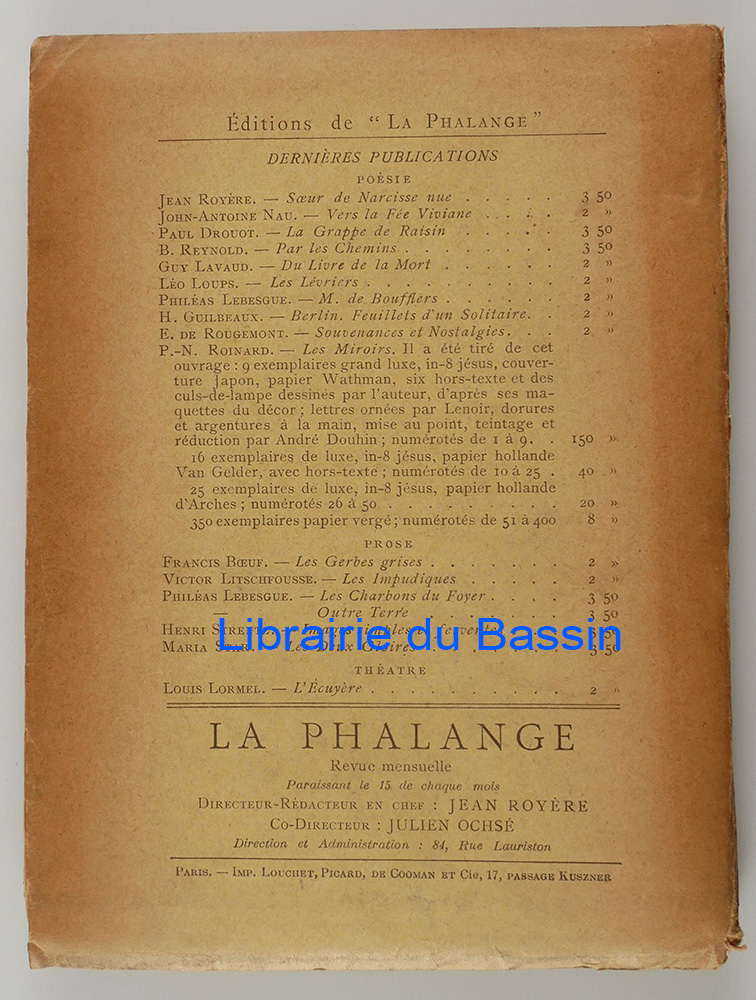 Éditions de “ LA PHALANGE ”
DERNIÈRES PUBLICATIONS
POÉSIE
JEAN ROYÈRE. — Sœur de Narcisse nue . . . . . 3 50
JOHN-ANTOINE NAU. — Vers la Fée Viviane . . . . 2 »
PAUL DROUOT. — La Grappe de Raisin . . . . . 3 50
B. REYNOLD. — Par les Chemins . . . . . . . . 3 50
GUY LAVAUD. — Du Livre de la Mort . . . . . . 2 »
LÉO LOUPS. — Les Lévriers . . . . . . . . . . 2 »
PHILÉAS LEBESGUE. — M. de Boufflers . . . . . . 2 »
H. GUILBEAUX. — Berlin. Feuillets d'un Solitaire. . 2 »
E. DE ROUGEMONT. — Souvenances et Nostalgies. . . 2 »
P.-N. ROINARD. — Les Miroirs. Il a été tiré de cet
ouvrage : 9 exemplaires grand luxe, in-8 jésus, couver-
ture Japon, papier Wathman, six hors-texte et des
culs-de-lampe dessinés par l'auteur, d'après ses ma-
quettes du décor ; lettres ornées par Lenoir, dorures
et argentures à la main, mise au point, teintage et
réduction par André Douhin ; numérotés de 1 à 9. . 150 »
16 exemplaires de luxe, in-8 jésus, papier hollande
Van Gelder, avec hors-texte ; numérotés de 10 à 25 . 40 »
25 exemplaires de luxe, in-8 jésus, papier hollande
d'Arches ; numérotés 26 à 50 . . . . . . . . . 20 »
350 exemplaires papier vergé ; numérotés de 51 à 400 8 »
PROSE
FRANCIS BŒUF. — Les Gerbes grises . . . . . . . 2 »
VICTOR LITSCHFOUSSE. — Les Impudiques . . . . . 2 »
PHILÉAS LEBESGUE. — Les Charbons du Foyer . . . . 3 50
— Outre Terre . . . . . . 3 50
HENRI
MARIA 3 50
Librairie du Bassin
THÉATRE
LOUIS LORMEL. — L'Écuyère . . . . . . . . . . 2 »
LA PHALANGE
Revue mensuelle
Paraissant le 15 de chaque mois
DIRECTEUR-RÉDACTEUR EN CHEF : JEAN ROYÈRE
CO-DIRECTEUR : JULIEN OCHSÉ
Direction et Administration : 84, Rue Lauriston
PARIS. — IMP. LOUCHET, PICARD, DE COOMAN ET Cie, 17, PASSAGE KUSZNER